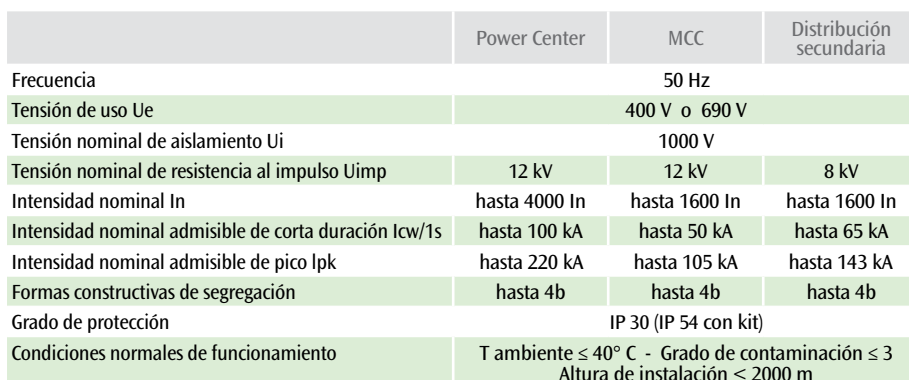 Power Center MCC Distribución
secundaria
Frecuencia 50 Hz
Tensión de uso Ue 400 V o 690 V
Tensión nominal de aislamiento Ui 1000 V
Tensión nominal de resistencia al impulso Uimp 12 kV 12 kV 8 kV
Intensidad nominal In hasta 4000 In hasta 1600 In hasta 1600 In
Intensidad nominal admisible de corta duración Icw/1s hasta 100 kA hasta 50 kA hasta 65 kA
Intensidad nominal admisible de pico lpk hasta 220 kA hasta 105 kA hasta 143 kA
Formas constructivas de segregación hasta 4b hasta 4b hasta 4b
Grado de protección IP 30 (IP 54 con kit)
Condiciones normales de funcionamiento T ambiente ≤ 40° C - Grado de contaminación ≤ 3
Altura de instalación < 2000 m